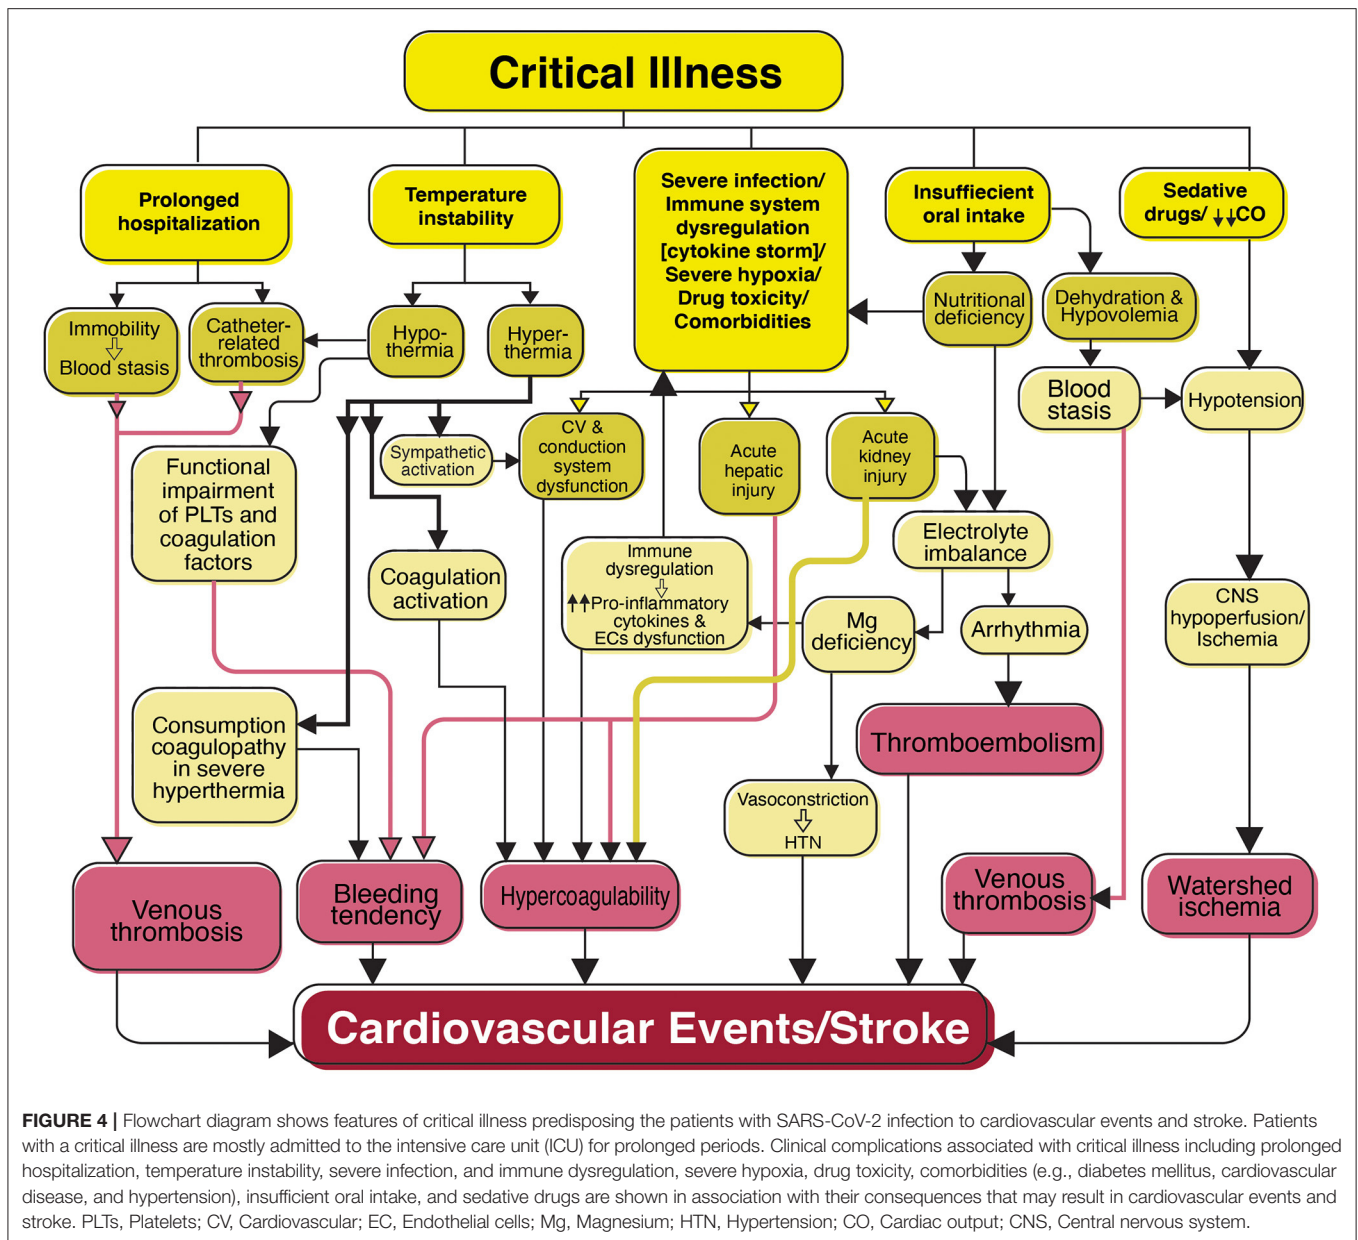 Critical Illness
Prolonged
hospitalization
Temperature
instability
Severe infection/
Immune system
dysregulation
[cytokine storm]/
Severe hypoxia/
Drug toxicity/
Comorbidities
Insuffiecient
oral intake
Sedative
drugs/ ↓↓CO
Immobility
⇩
Blood stasis
Catheter-
related
thrombosis
Hypo-
thermia
Hyper-
thermia
Nutritional
deficiency
Dehydration &
Hypovolemia
Blood
stasis
Hypotension
Functional
impairment
of PLTs and
coagulation
factors
Sympathetic
activation
CV &
conduction
system
dysfunction
Acute
hepatic
injury
Acute
kidney
injury
Electrolyte
imbalance
Coagulation
activation
Immune
dysregulation
⇩
↑↑Pro-inflammatory
cytokines &
ECs dysfunction
Mg
deficiency
Arrhythmia
CNS
hypoperfusion/
Ischemia
Consumption
coagulopathy
in severe
hyperthermia
Thromboembolism
Vasoconstriction
⇩
HTN
Venous
thrombosis
Bleeding
tendency
Hypercoagulability
Venous
thrombosis
Watershed
ischemia
Cardiovascular Events/Stroke
FIGURE 4 | Flowchart diagram shows features of critical illness predisposing the patients with SARS-CoV-2 infection to cardiovascular events and stroke. Patients
with a critical illness are mostly admitted to the intensive care unit (ICU) for prolonged periods. Clinical complications associated with critical illness including prolonged
hospitalization, temperature instability, severe infection, and immune dysregulation, severe hypoxia, drug toxicity, comorbidities (e.g., diabetes mellitus, cardiovascular
disease, and hypertension), insufficient oral intake, and sedative drugs are shown in association with their consequences that may result in cardiovascular events and
stroke. PLTs, Platelets; CV, Cardiovascular; EC, Endothelial cells; Mg, Magnesium; HTN, Hypertension; CO, Cardiac output; CNS, Central nervous system.